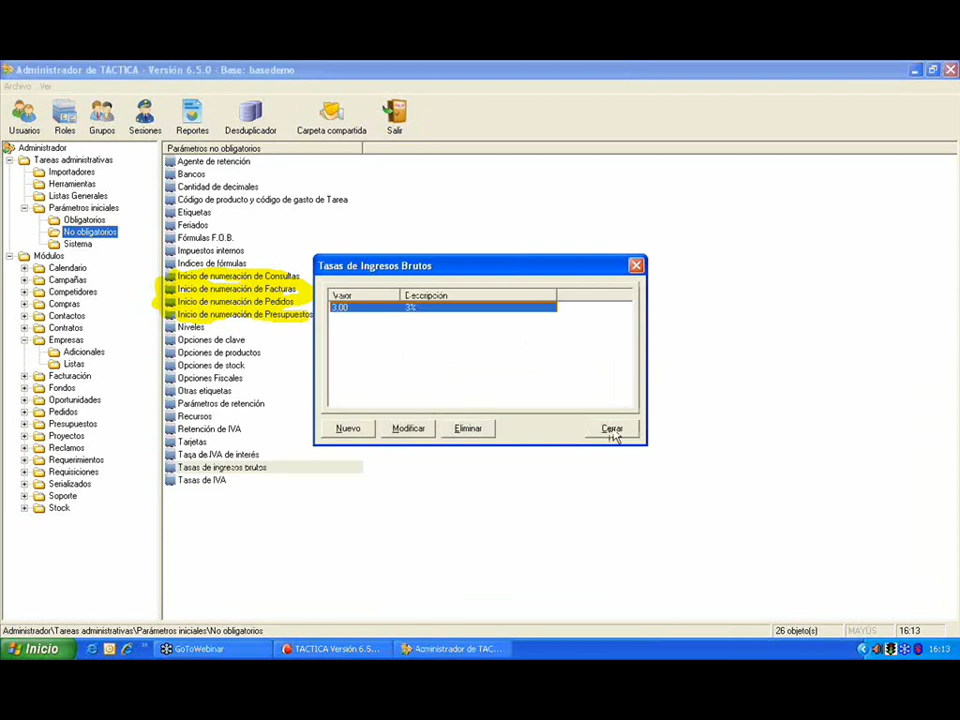 Administrador de TACTICA - Versión 6.5.0 - Base: basedemo
Archivo Ver
Usuarios Roles Grupos Sesiones Reportes Desduplicador Carpeta compartida Salir
Administrador
Tareas administrativas
Importadores
Herramientas
Listas Generales
Parámetros iniciales
Obligatorios
No obligatorios
Sistema
Módulos
Calendario
Campañas
Competidores
Compras
Contactos
Contratos
Empresas
Adicionales
Listas
Facturación
Fondos
Oportunidades
Pedidos
Presupuestos
Proyectos
Reclamos
Requerimientos
Requisiciones
Serializados
Soporte
Stock
Parámetros no obligatorios
Agente de retención
Bancos
Cantidad de decimales
Código de producto y código de gasto de Tarea
Etiquetas
Feriados
Fórmulas F.O.B.
Impuestos internos
Indices de fórmulas
Inicio de numeración de Consultas
Inicio de numeración de Facturas
Inicio de numeración de Pedidos
Inicio de numeración de Presupuestos
Niveles
Opciones de clave
Opciones de productos
Opciones de stock
Opciones Fiscales
Otras etiquetas
Parámetros de retención
Recursos
Retención de IVA
Tarjetas
Tasa de IVA de interés
Tasas de ingresos brutos
Tasas de IVA
Tasas de Ingresos Brutos
Valor Descripción
3,00 3%
Nuevo Modificar Eliminar Cerrar
Administrador\Tareas administrativas\Parámetros iniciales\No obligatorios 26 objeto(s) MAYÚS 16:13
Inicio GoToWebinar TACTICA Versión 6.5... Administrador de TAC... 16:13